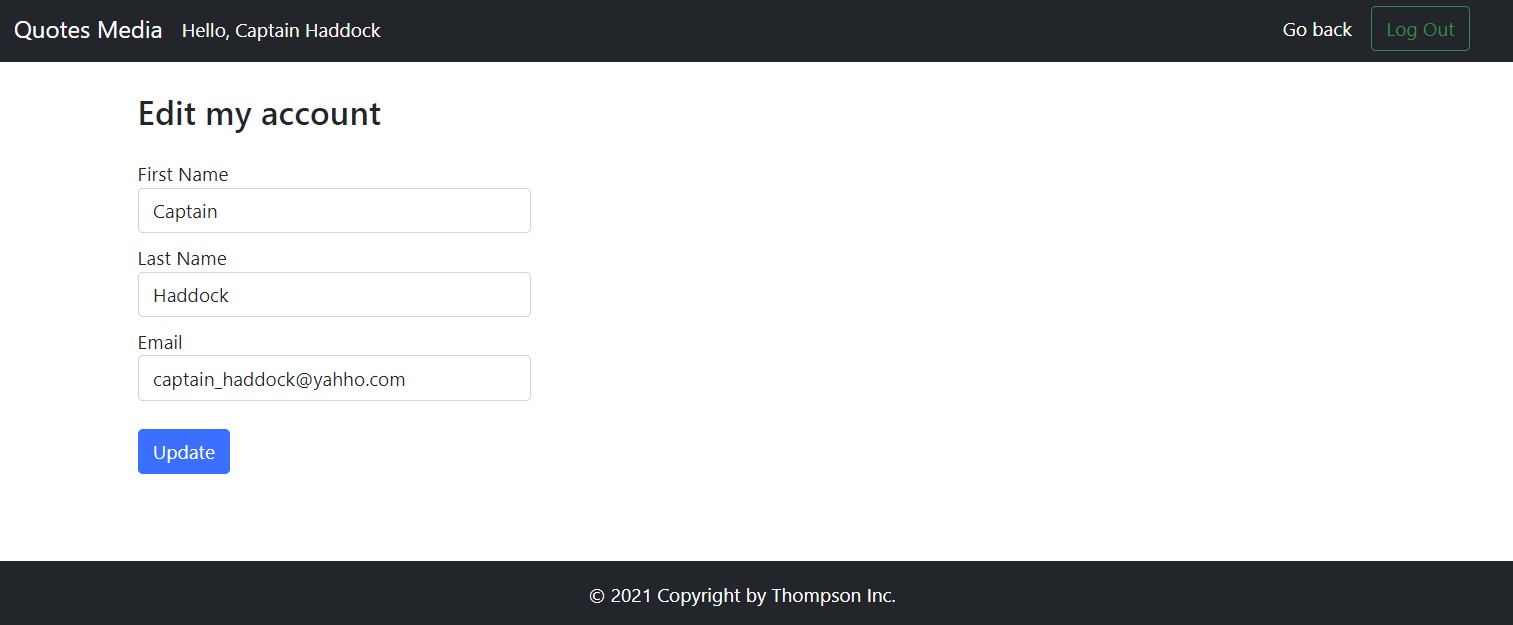 Quotes Media Hello, Captain Haddock Go back Log Out
Edit my account
First Name
Captain
Last Name
Haddock
Email
captain_haddock@yahho.com
Update
© 2021 Copyright by Thompson Inc.